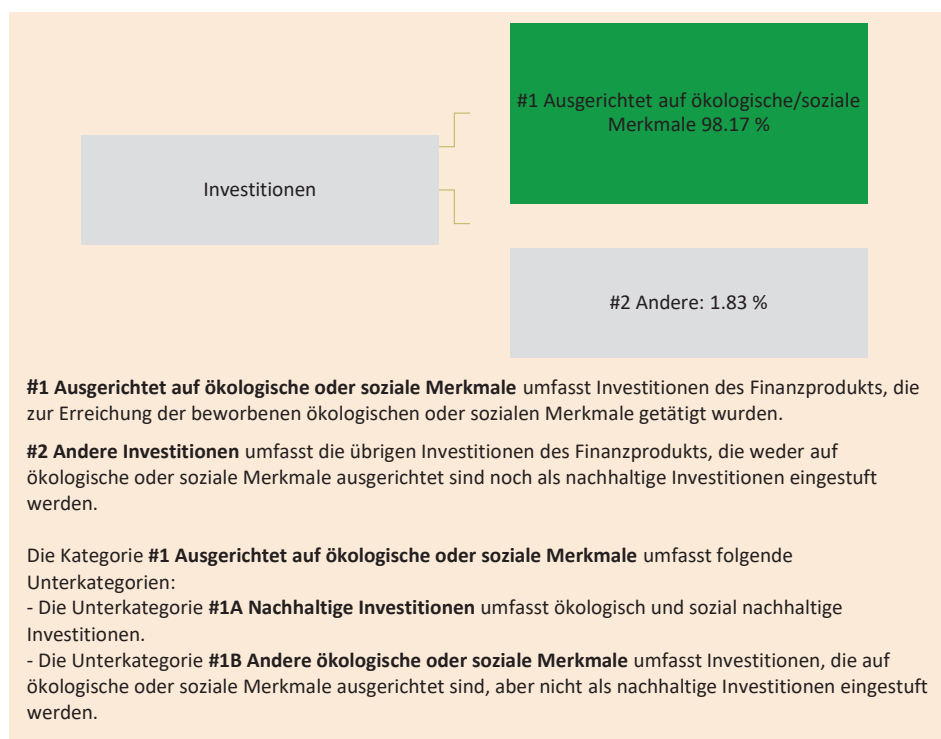 #1 Ausgerichtet auf ökologische/soziale
Merkmale 98.17 %
Investitionen
#2 Andere: 1.83 %
#1 Ausgerichtet auf ökologische oder soziale Merkmale umfasst Investitionen des Finanzprodukts, die
zur Erreichung der beworbenen ökologischen oder sozialen Merkmale getätigt wurden.
#2 Andere Investitionen umfasst die übrigen Investitionen des Finanzprodukts, die weder auf
ökologische oder soziale Merkmale ausgerichtet sind noch als nachhaltige Investitionen eingestuft
werden.
Die Kategorie #1 Ausgerichtet auf ökologische oder soziale Merkmale umfasst folgende
Unterkategorien:
- Die Unterkategorie #1A Nachhaltige Investitionen umfasst ökologisch und sozial nachhaltige
Investitionen.
- Die Unterkategorie #1B Andere ökologische oder soziale Merkmale umfasst Investitionen, die auf
ökologische oder soziale Merkmale ausgerichtet sind, aber nicht als nachhaltige Investitionen eingestuft
werden.